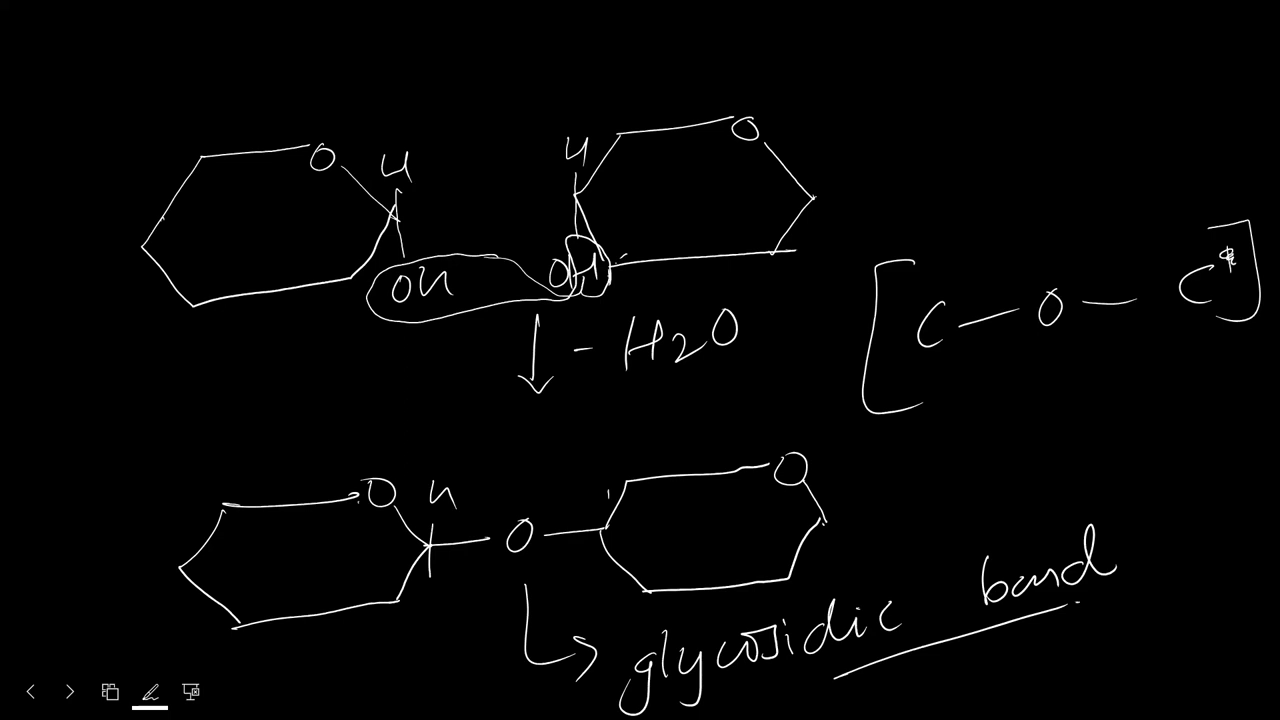 O H H O
OH OH
- H2O
[ C - O - C ]
O H O O
glycosidic bond